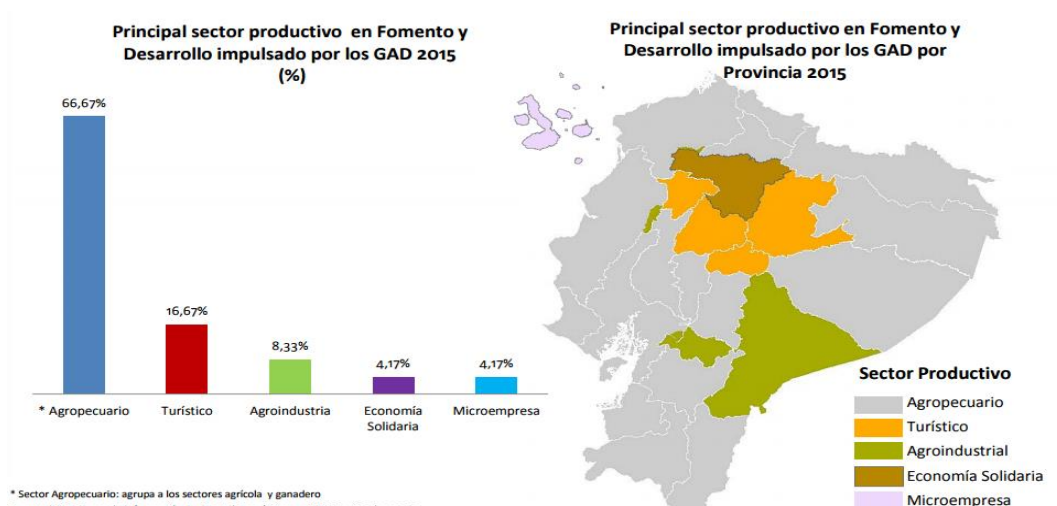 Principal sector productivo en Fomento y
Desarrollo impulsado por los GAD 2015
(%)
66,67%
16,67%
8,33%
4,17%
4,17%
* Agropecuario
Turístico
Agroindustria
Economía
Solidaria
Microempresa
* Sector Agropecuario: agrupa a los sectores agrícola y ganadero
Principal sector productivo en Fomento y
Desarrollo impulsado por los GAD por
Provincia 2015
Sector Productivo
Agropecuario
Turístico
Agroindustrial
Economía Solidaria
Microempresa